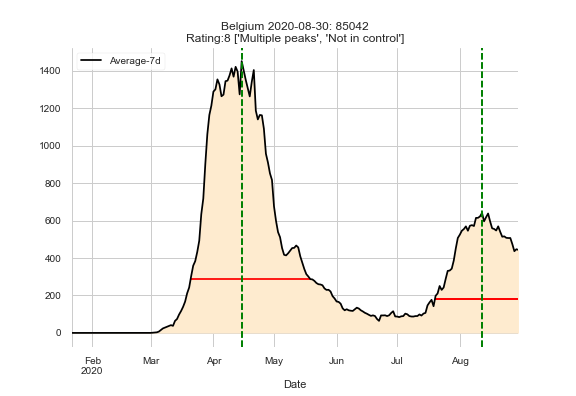 Belgium 2020-08-30: 85042
Rating:8 ['Multiple peaks', 'Not in control']
Average-7d
1400
1200
1000
800
600
400
200
0
Feb Mar Apr May Jun Jul Aug
2020
Date